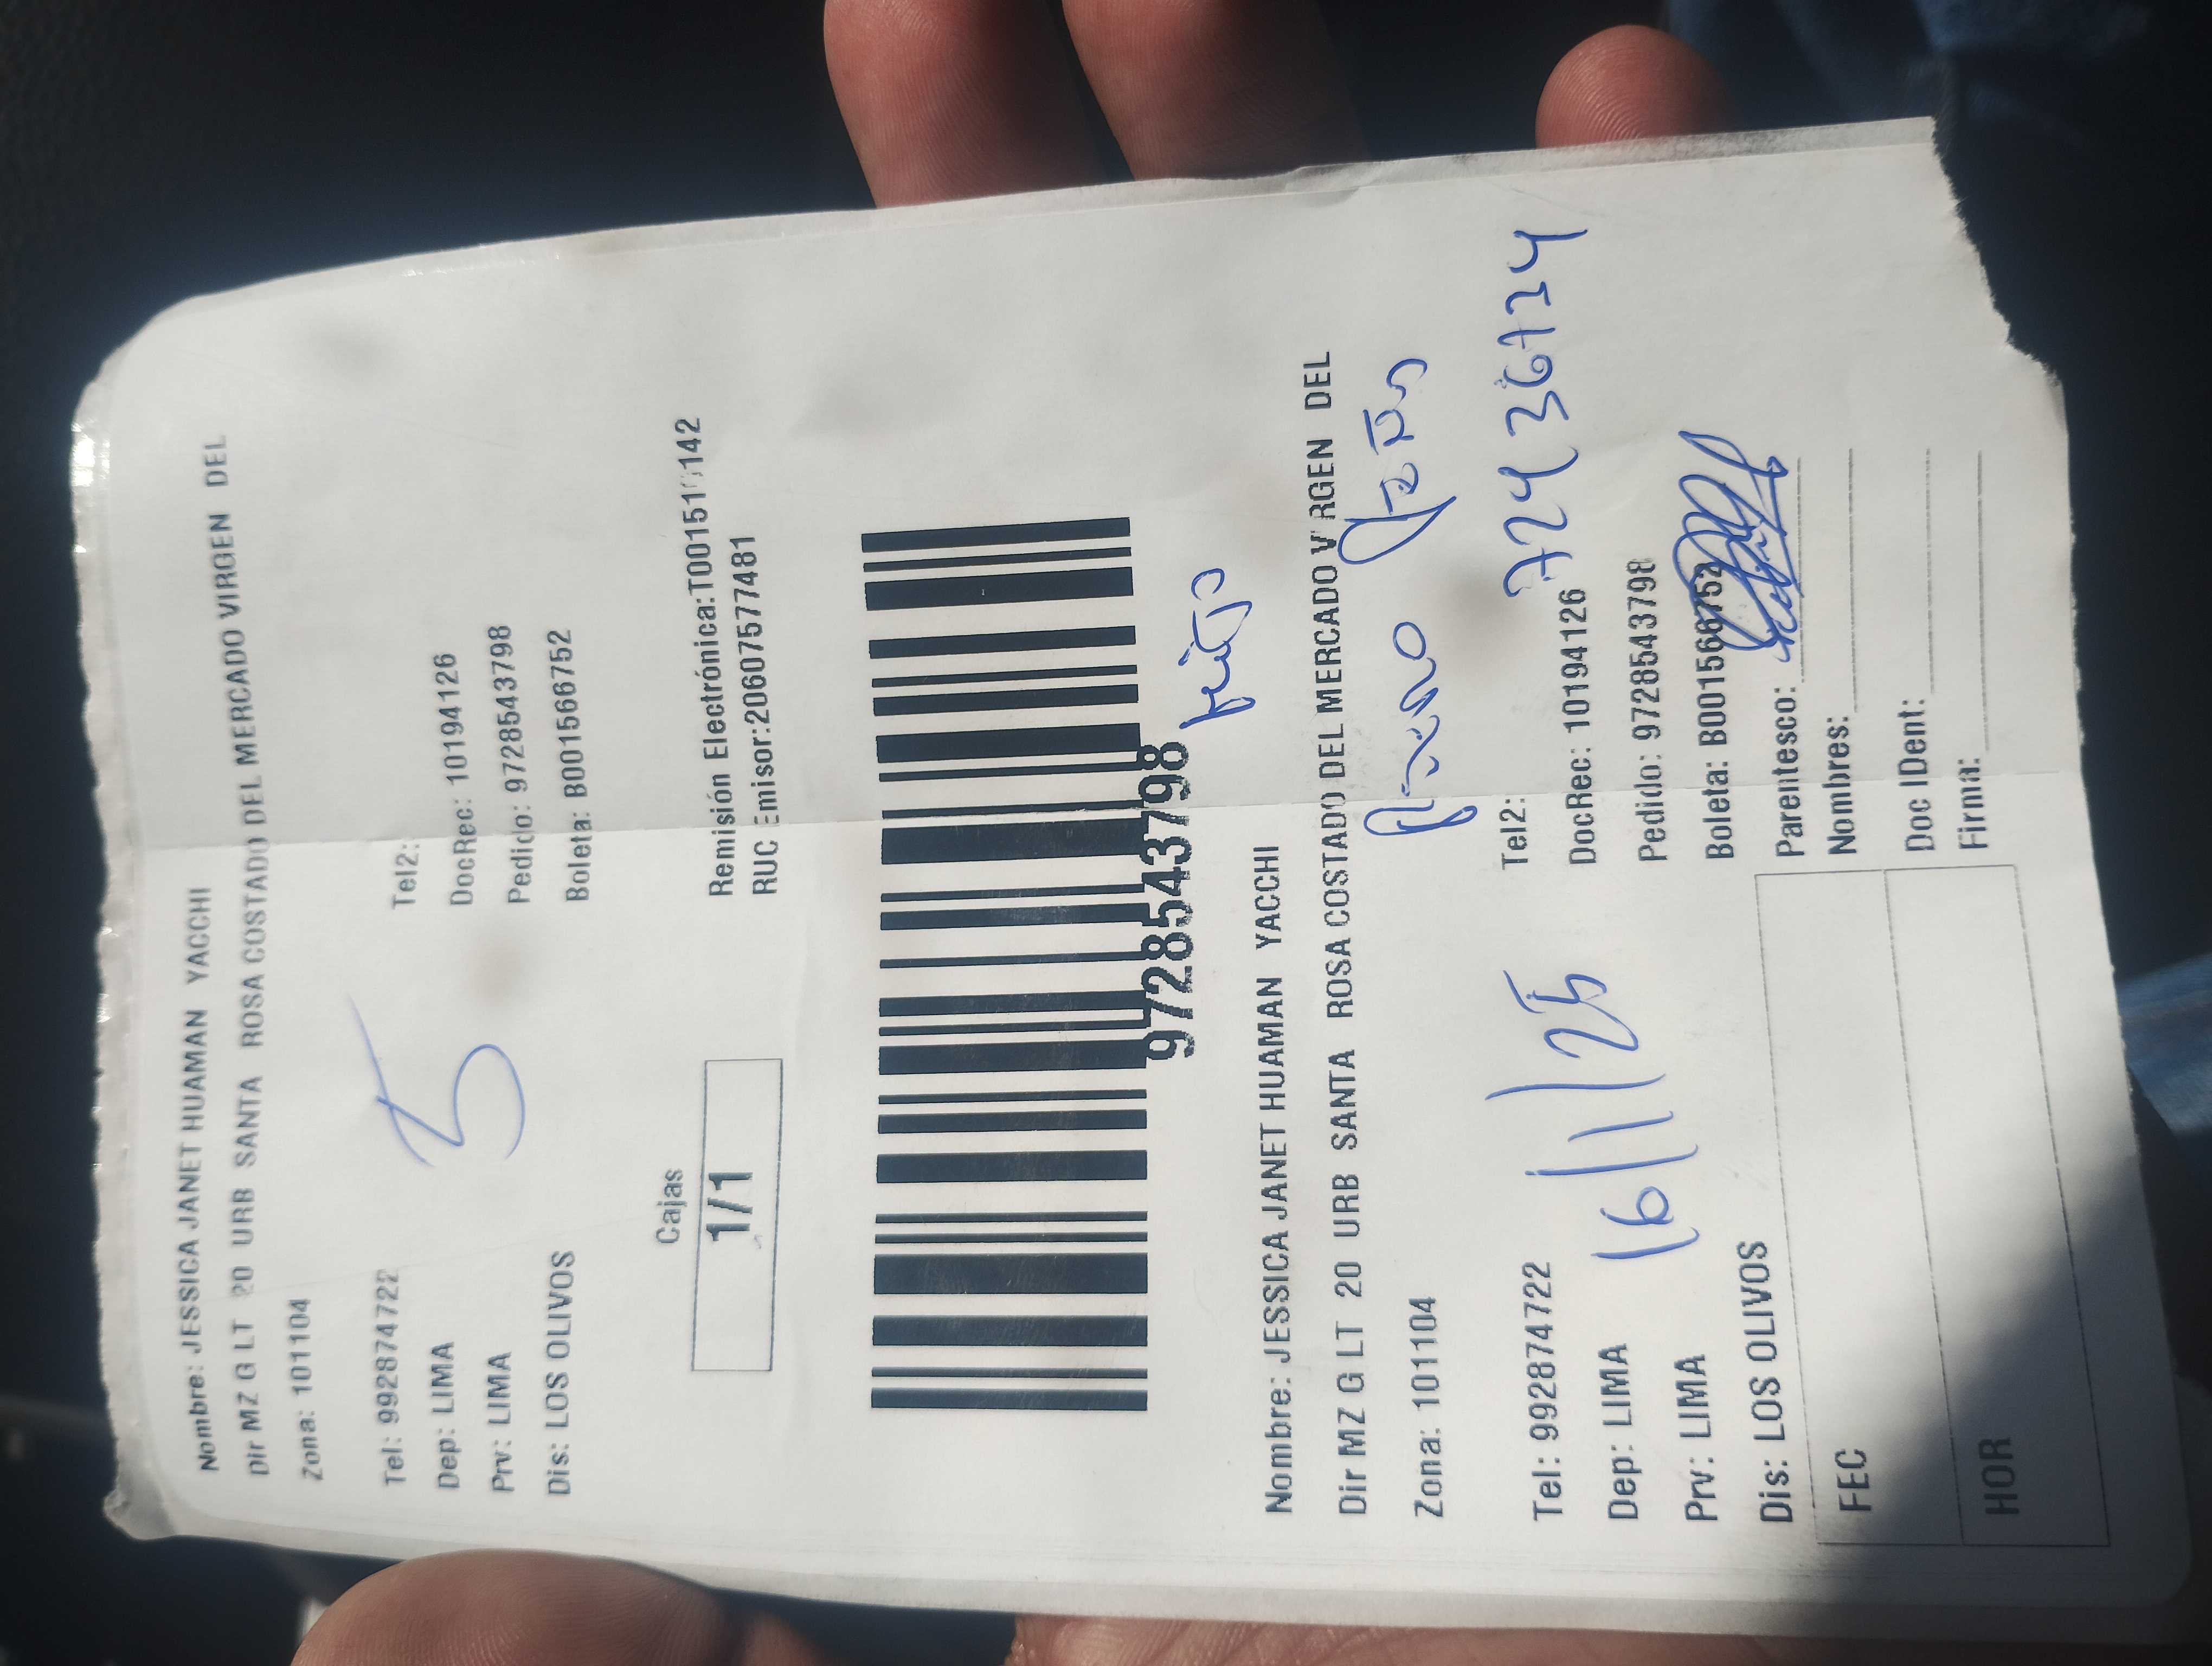 Nombre: JESSICA JANET HUAMAN YACCHI
Dir MZ G LT 20 URB SANTA ROSA COSTADO DEL MERCADO VIRGEN DEL
Zona: 101104
Tel: 992874722 Tel2:
Dep: LIMA DocRec: 10194126
Prv: LIMA Pedido: 9728543798
Dis: LOS OLIVOS Boleta: B001566752
5
Cajas
1/1
Remisión Electrónica:T00151 142
RUC Emisor:20607577481
9728543798
Nombre: JESSICA JANET HUAMAN YACCHI
Dir MZ G LT 20 URB SANTA ROSA COSTADO DEL MERCADO V RGEN DEL
Zona: 101104
Tel: 992874722 Tel2:
72436724
Dep: LIMA DocRec: 10194126
16/11/25
Prv: LIMA Pedido: 9728543798
Dis: LOS OLIVOS Boleta: B001566752
FEC Parentesco:
Nombres:
HOR Doc IDent:
Firma: